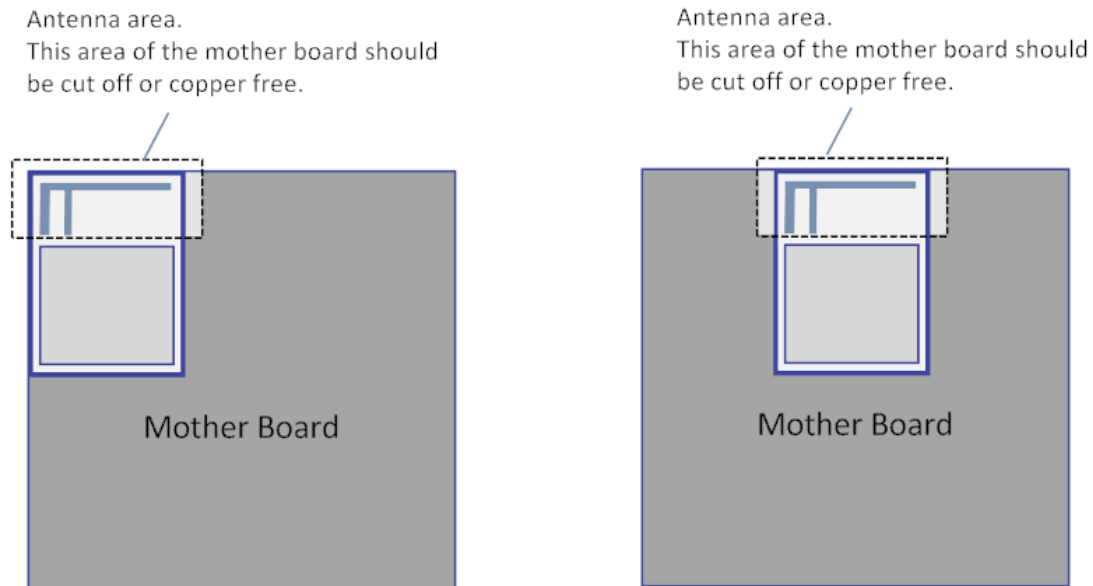 Antenna area.
This area of the mother board should
be cut off or copper free.
Mother Board
Antenna area.
This area of the mother board should
be cut off or copper free.
Mother Board